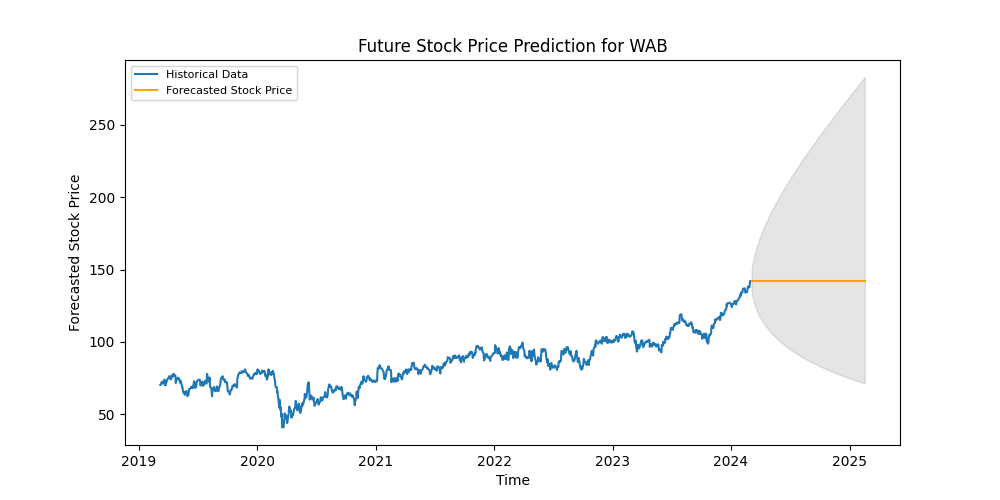 Future Stock Price Prediction for WAB
Historical Data
Forecasted Stock Price
Forecasted Stock Price
250
200
150
100
50
2019
2020
2021
2022
2023
2024
2025
Time